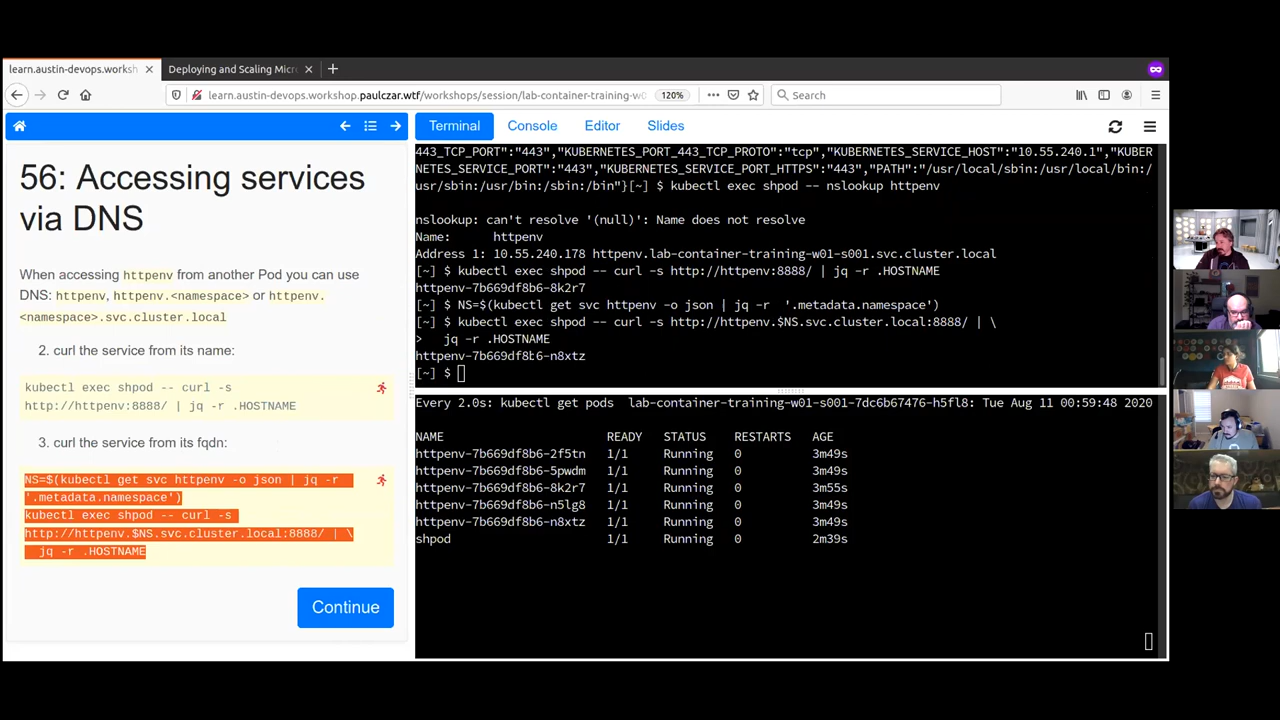 learn.austin-devops.worksh
Deploying and Scaling Micr
learn.austin-devops.workshop.paulczar.wtf/workshops/session/lab-container-training-w0
120%
Search
Terminal
Console
Editor
Slides
56: Accessing services
via DNS
When accessing httpenv from another Pod you can use
DNS: httpenv, httpenv.<namespace> or httpenv.
<namespace>.svc.cluster.local
2. curl the service from its name:
kubectl exec shpod -- curl -s
http://httpenv:8888/ | jq -r .HOSTNAME
3. curl the service from its fqdn:
NS=$(kubectl get svc httpenv -o json | jq -r
'.metadata.namespace')
kubectl exec shpod -- curl -s
http://httpenv.$NS.svc.cluster.local:8888/ | \
jq -r .HOSTNAME
Continue
443_TCP_PORT":"443","KUBERNETES_PORT_443_TCP_PROTO":"tcp","KUBERNETES_SERVICE_HOST":"10.55.240.1","KUBER
NETES_SERVICE_PORT":"443","KUBERNETES_SERVICE_PORT_HTTPS":"443","PATH":"/usr/local/sbin:/usr/local/bin:/
usr/sbin:/usr/bin:/sbin:/bin"}[~] $ kubectl exec shpod -- nslookup httpenv
nslookup: can't resolve '(null)': Name does not resolve
Name: httpenv
Address 1: 10.55.240.178 httpenv.lab-container-training-w01-s001.svc.cluster.local
[~] $ kubectl exec shpod -- curl -s http://httpenv:8888/ | jq -r .HOSTNAME
httpenv-7b669df8b6-8k2r7
[~] $ NS=$(kubectl get svc httpenv -o json | jq -r '.metadata.namespace')
[~] $ kubectl exec shpod -- curl -s http://httpenv.$NS.svc.cluster.local:8888/ | \
> jq -r .HOSTNAME
httpenv-7b669df8b6-n8xtz
[~] $
Every 2.0s: kubectl get pods lab-container-training-w01-s001-7dc6b67476-h5fl8: Tue Aug 11 00:59:48 2020
NAME READY STATUS RESTARTS AGE
httpenv-7b669df8b6-2f5tn 1/1 Running 0 3m49s
httpenv-7b669df8b6-5pwdm 1/1 Running 0 3m49s
httpenv-7b669df8b6-8k2r7 1/1 Running 0 3m55s
httpenv-7b669df8b6-n5lg8 1/1 Running 0 3m49s
httpenv-7b669df8b6-n8xtz 1/1 Running 0 3m49s
shpod 1/1 Running 0 2m39s